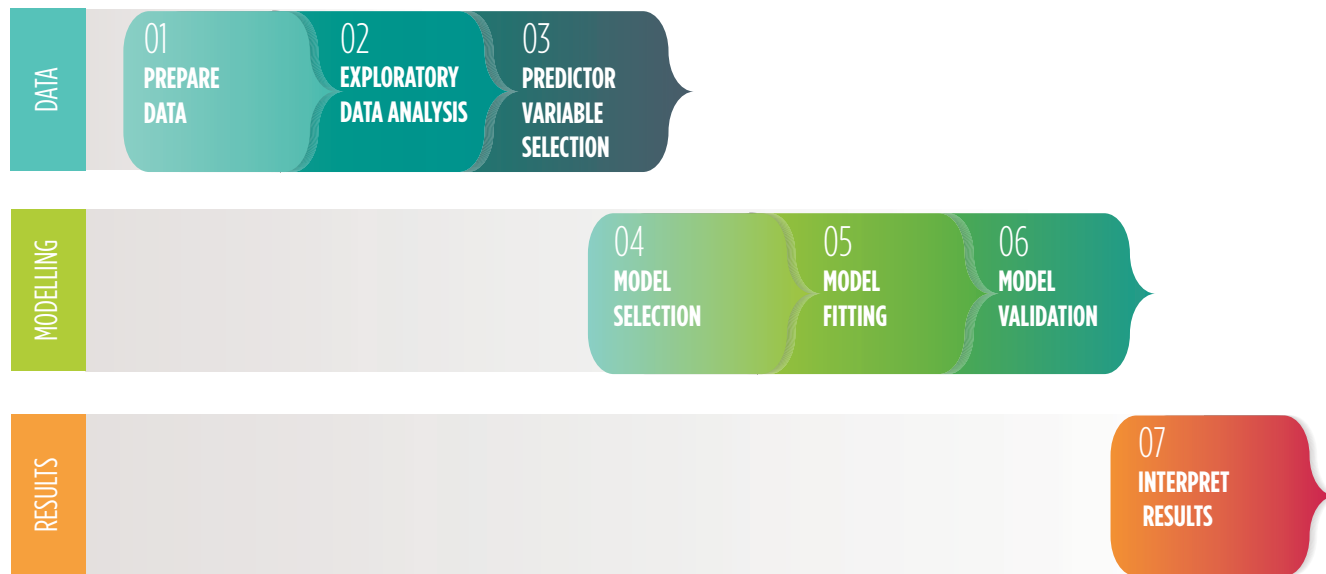 DATA
01
PREPARE
DATA
02
EXPLORATORY
DATA ANALYSIS
03
PREDICTOR
VARIABLE
SELECTION
MODELLING
04
MODEL
SELECTION
05
MODEL
FITTING
06
MODEL
VALIDATION
RESULTS
07
INTERPRET
RESULTS